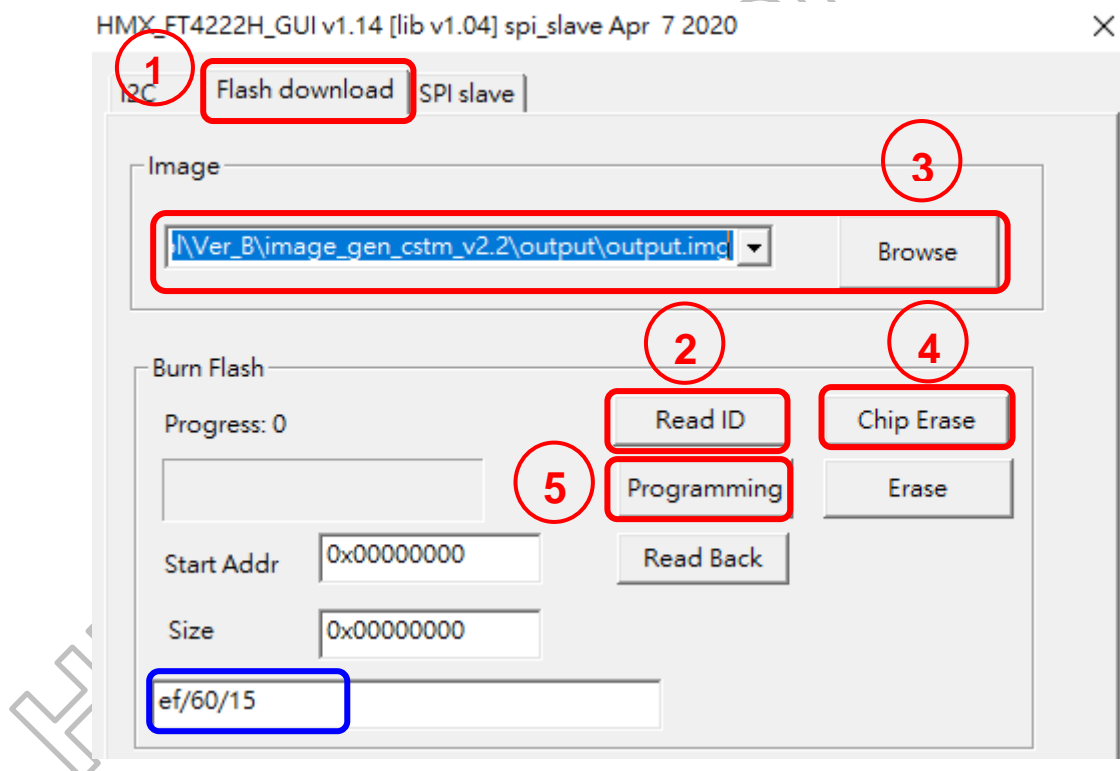 HMX_FT4222H_GUI v1.14 [lib v1.04] spi_slave Apr 7 2020
1
I2C Flash download SPI slave
Image
3
\Ver_B\image_gen_cstm_v2.2\output\output.img Browse
2 4
Burn Flash
Progress: 0 Read ID Chip Erase
5 Programming Erase
Start Addr 0x00000000 Read Back
Size 0x00000000
ef/60/15